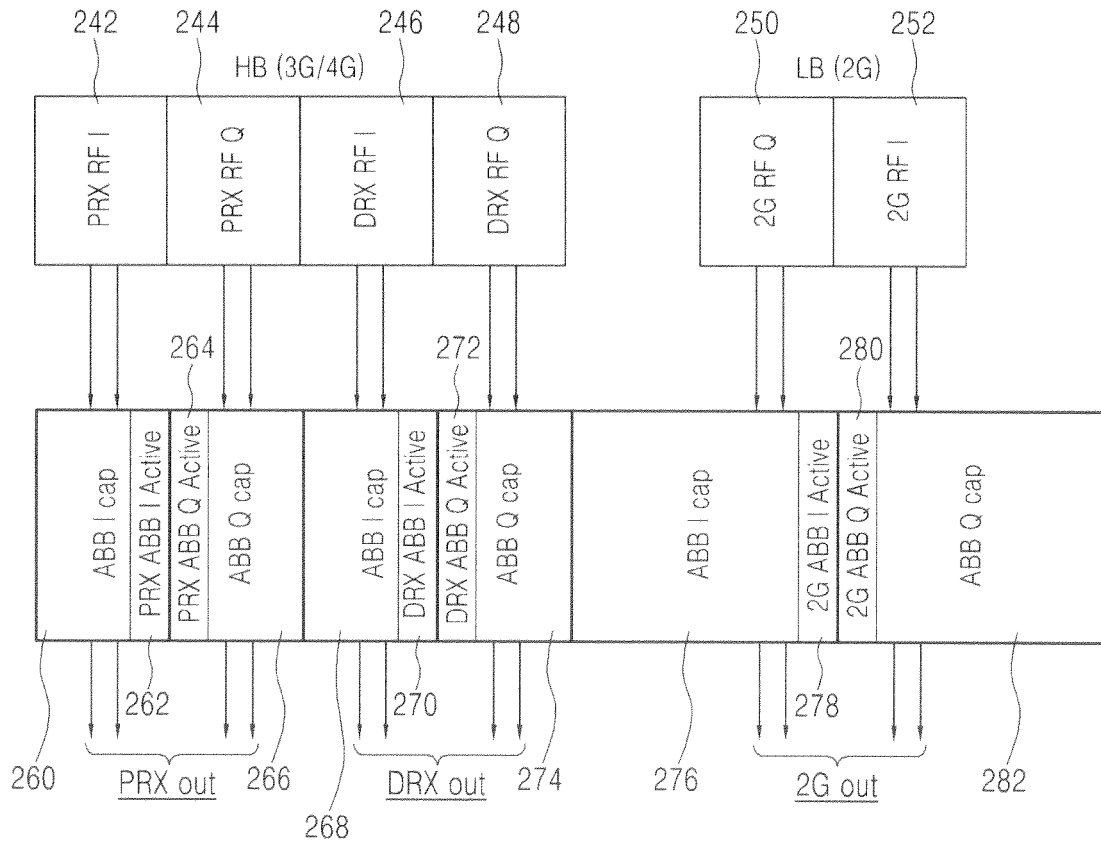 242 244 246 248 250 252
HB (3G/4G) LB (2G)
PRX RF I
PRX RF Q
DRX RF I
DRX RF Q
2G RF Q
2G RF I
264 272 280
ABB I cap
PRX ABB I Active
PRX ABB Q Active
ABB Q cap
ABB I cap
DRX ABB I Active
DRX ABB Q Active
ABB Q cap
ABB I cap
2G ABB I Active
2G ABB Q Active
ABB Q cap
262 270 278
260 PRX out 266 DRX out 274 276 2G out 282
268